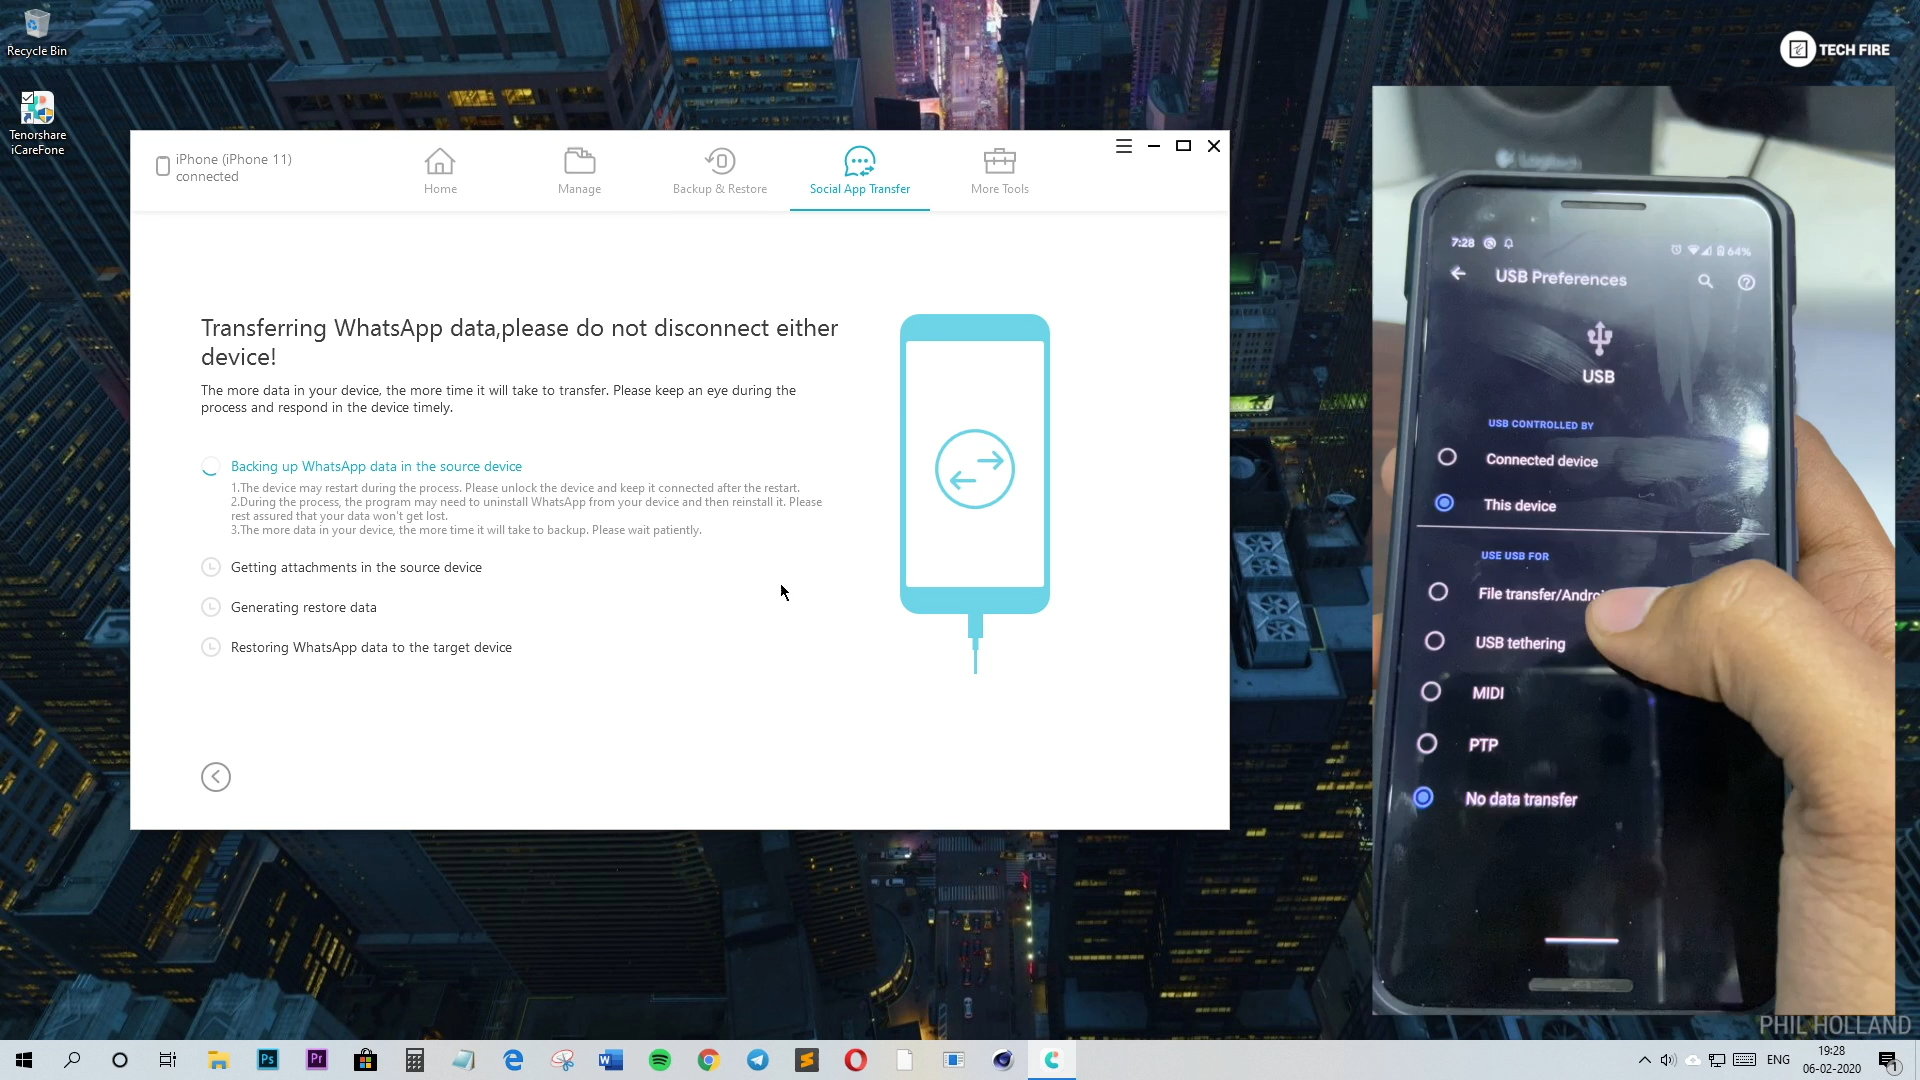 Recycle Bin
Tenorshare
iCareFone
TECH FIRE
iPhone (iPhone 11)
connected
Home
Manage
Backup & Restore
Social App Transfer
More Tools
Transferring WhatsApp data,please do not disconnect either
device!
The more data in your device, the more time it will take to transfer. Please keep an eye during the
process and respond in the device timely.
Backing up WhatsApp data in the source device
1.The device may restart during the process. Please unlock the device and keep it connected after the restart.
2.During the process, the program may need to uninstall WhatsApp from your device and then reinstall it. Please
rest assured that your data won't get lost.
3.The more data in your device, the more time it will take to backup. Please wait patiently.
Getting attachments in the source device
Generating restore data
Restoring WhatsApp data to the target device
7:28
64%
USB Preferences
USB
USB CONTROLLED BY
Connected device
This device
USE USB FOR
File transfer/Andro
USB tethering
MIDI
PTP
No data transfer
PHIL HOLLAND
Ps
Pr
ENG
19:28
06-02-2020
1